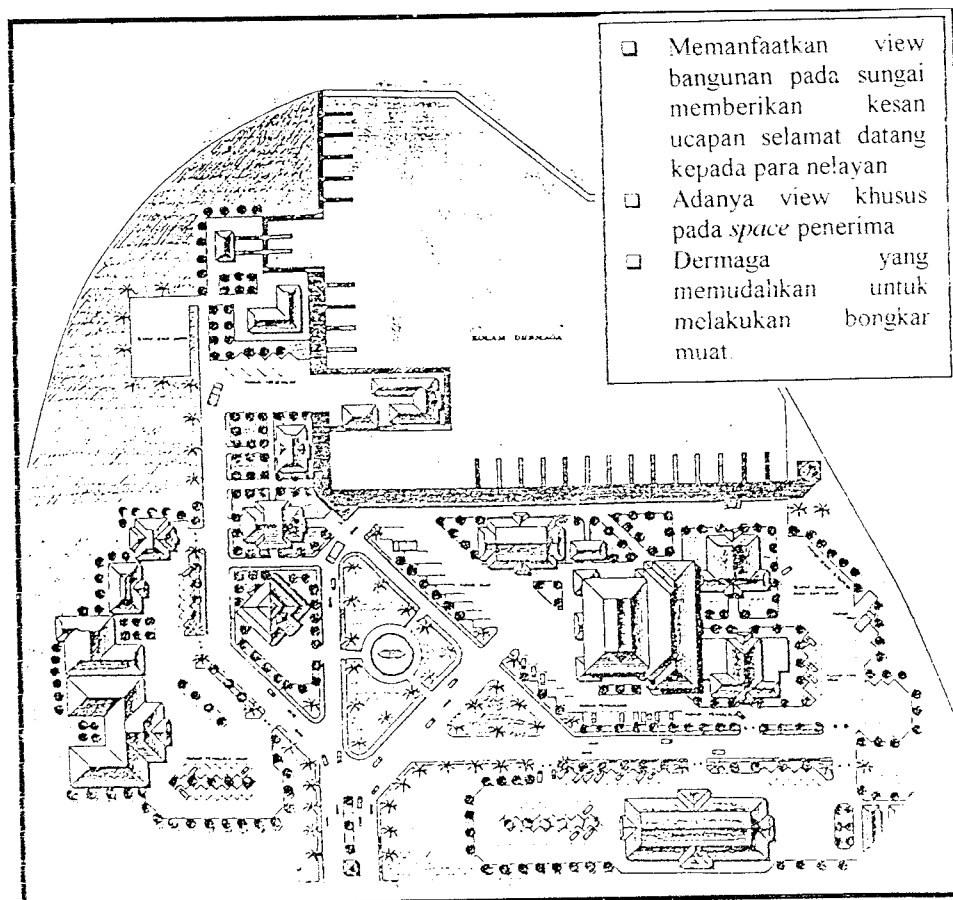 ❑ Memanfaatkan view
bangunan pada sungai
memberikan kesan
ucapan selamat datang
kepada para nelayan
❑ Adanya view khusus
pada space penerima
❑ Dermaga yang
memudahkan untuk
melakukan bongkar
muat.
KOLAM DERMAGA